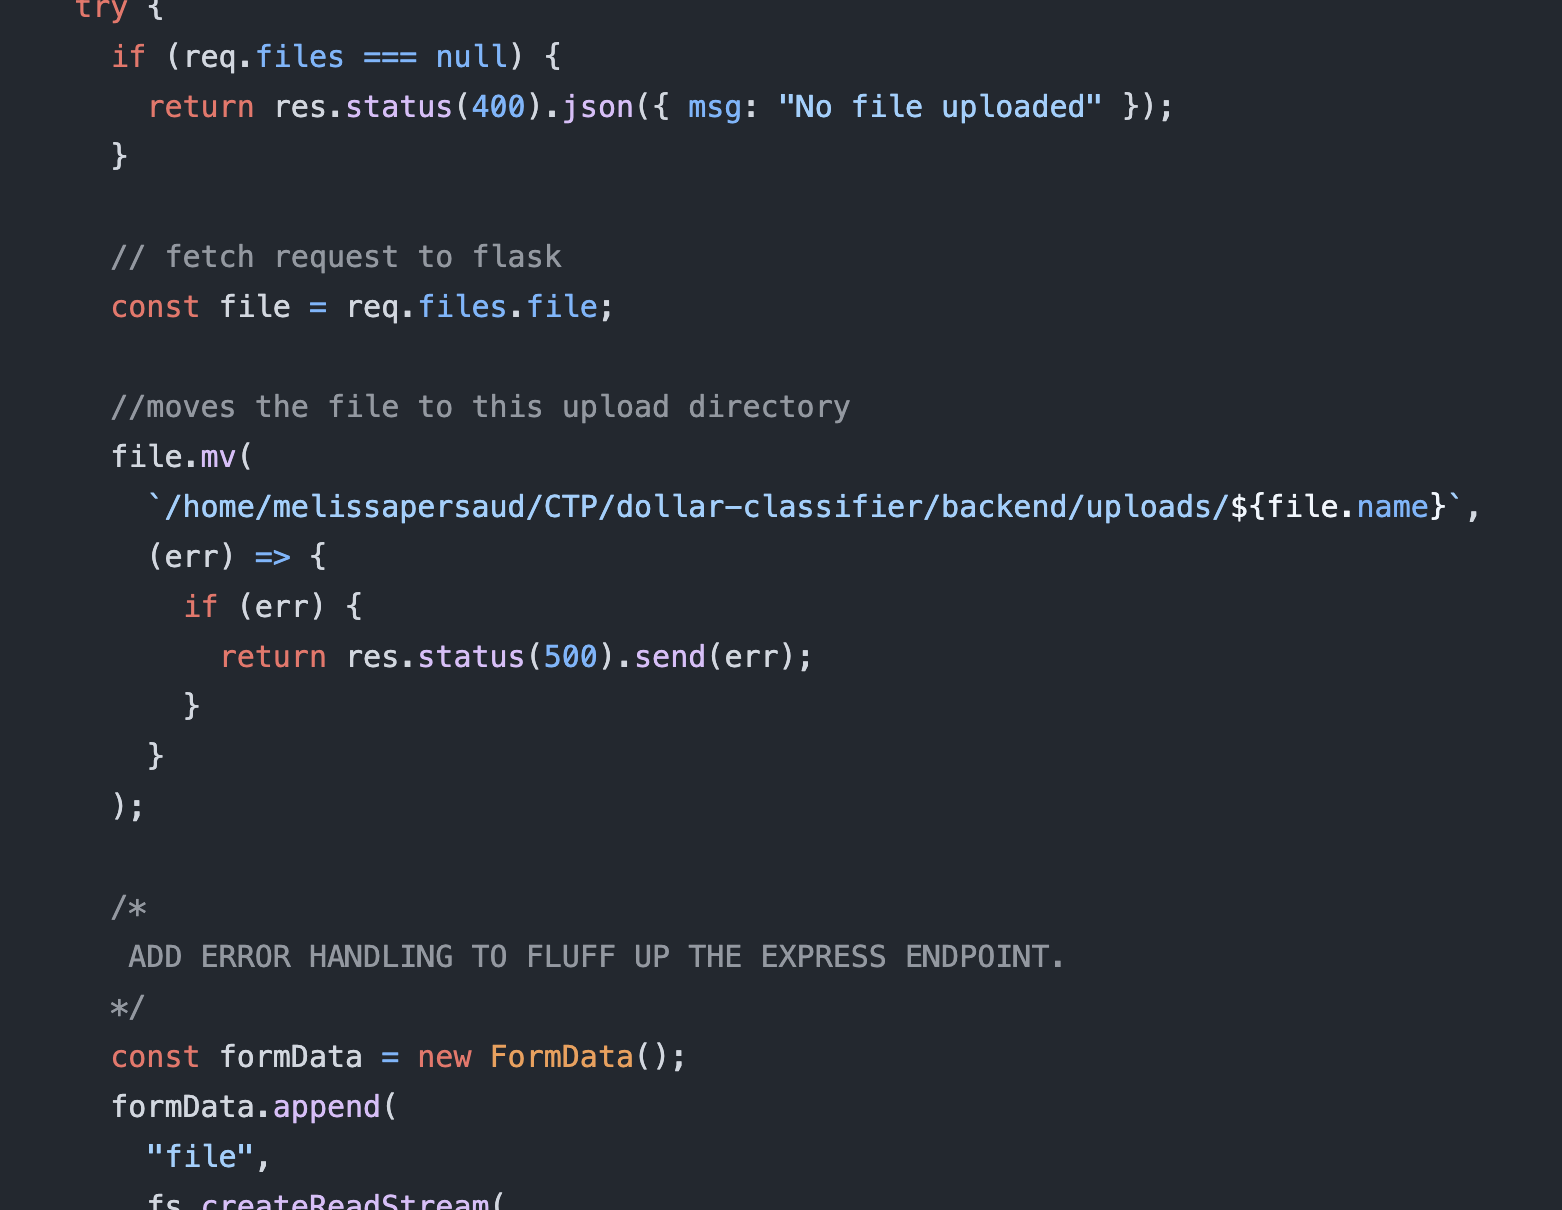 try {
if (req.files === null) {
return res.status(400).json({ msg: "No file uploaded" });
}
// fetch request to flask
const file = req.files.file;
//moves the file to this upload directory
file.mv(
`/home/melissapersaud/CTP/dollar-classifier/backend/uploads/${file.name}`,
(err) => {
if (err) {
return res.status(500).send(err);
}
}
);
/*
ADD ERROR HANDLING TO FLUFF UP THE EXPRESS ENDPOINT.
*/
const formData = new FormData();
formData.append(
"file",
fs.createReadStream(